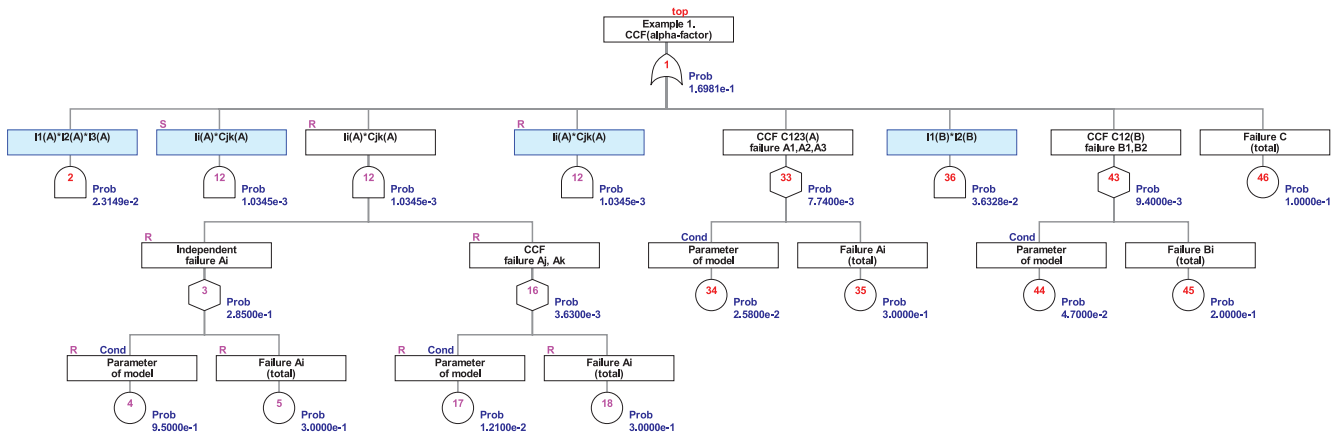 top
Example 1.
CCF(alpha-factor)
1
Prob
1.6981e-1
I1(A)*I2(A)*I3(A)
2
Prob
2.3149e-2
S
Ii(A)*Cjk(A)
12
Prob
1.0345e-3
R
Ii(A)*Cjk(A)
12
Prob
1.0345e-3
R
Ii(A)*Cjk(A)
12
Prob
1.0345e-3
CCF C123(A)
failure A1,A2,A3
33
Prob
7.7400e-3
I1(B)*I2(B)
36
Prob
3.6328e-2
CCF C12(B)
failure B1,B2
43
Prob
9.4000e-3
Failure C
(total)
46
Prob
1.0000e-1
R
Independent
failure Ai
3
Prob
2.8500e-1
R
CCF
failure Aj, Ak
16
Prob
3.6300e-3
Cond
Parameter
of model
34
Prob
2.5800e-2
Failure Ai
(total)
35
Prob
3.0000e-1
Cond
Parameter
of model
44
Prob
4.7000e-2
Failure Bi
(total)
45
Prob
2.0000e-1
R
Cond
Parameter
of model
4
Prob
9.5000e-1
R
Failure Ai
(total)
5
Prob
3.0000e-1
R
Cond
Parameter
of model
17
Prob
1.2100e-2
R
Failure Ai
(total)
18
Prob
3.0000e-1